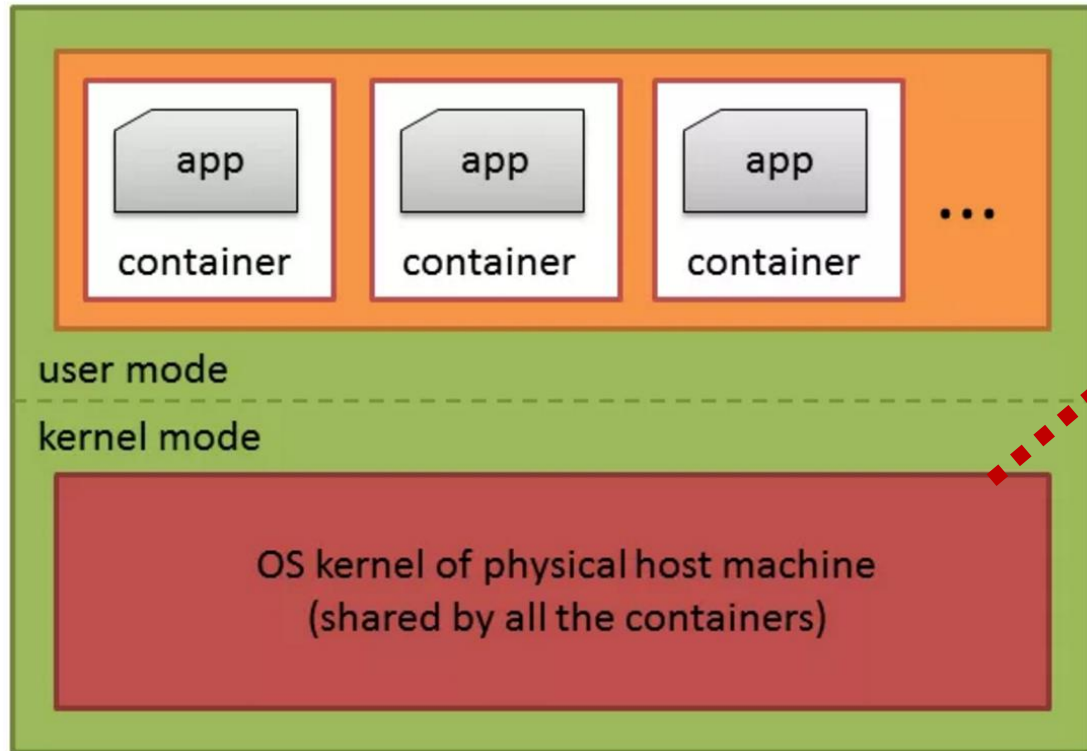 app
app
app
...
container
container
container
user mode
kernel mode
OS kernel of physical host machine
(shared by all the containers)